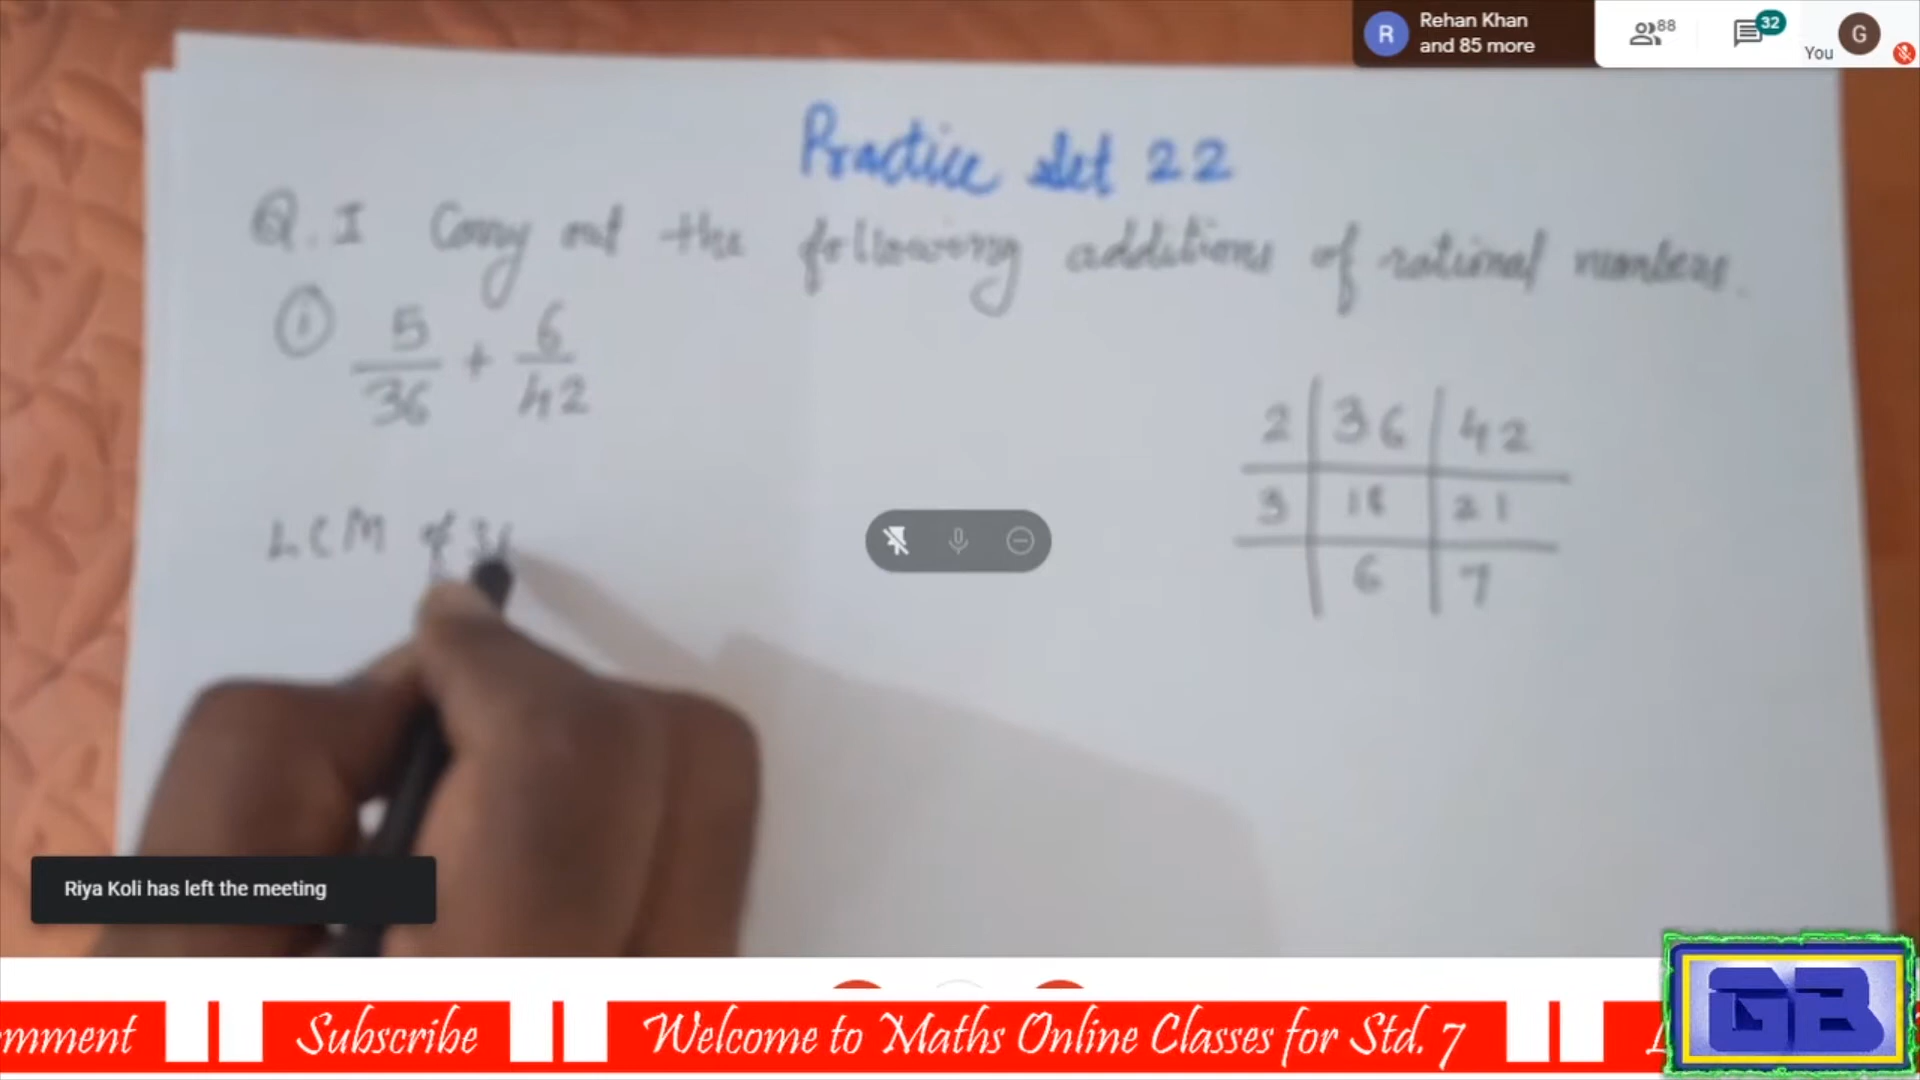 Rehan Khan
and 85 more
88
32
You
G
R
Practice Set 22
Q.I Carry out the following additions of rational numbers.
① 5/36 + 6/42
2 | 36 | 42
3 | 18 | 21
6 | 7
LCM of 36
Riya Koli has left the meeting
omment
Subscribe
Welcome to Maths Online Classes for Std. 7
L
GB